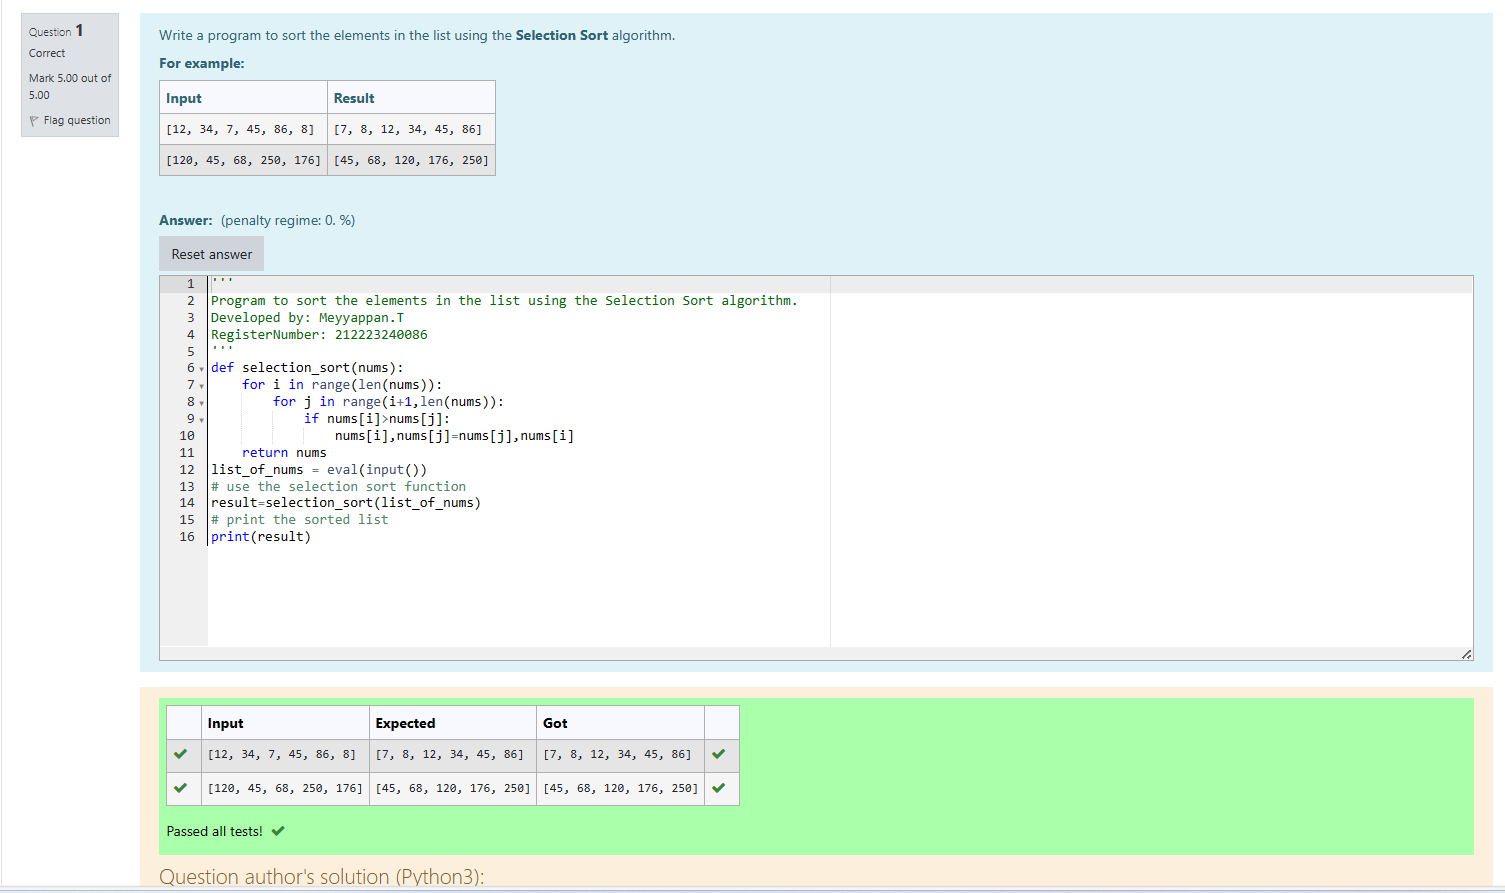 Question 1
Correct
Mark 5.00 out of
5.00
Flag question
Write a program to sort the elements in the list using the Selection Sort algorithm.
For example:
Input Result
[12, 34, 7, 45, 86, 8] [7, 8, 12, 34, 45, 86]
[120, 45, 68, 250, 176] [45, 68, 120, 176, 250]
Answer: (penalty regime: 0. %)
Reset answer
1 '''
2 Program to sort the elements in the list using the Selection Sort algorithm.
3 Developed by: Meyyappan.T
4 RegisterNumber: 212223240086
5 '''
6 def selection_sort(nums):
7     for i in range(len(nums)):
8         for j in range(i+1,len(nums)):
9             if nums[i]>nums[j]:
10                 nums[i],nums[j]=nums[j],nums[i]
11     return nums
12 list_of_nums = eval(input())
13 # use the selection sort function
14 result=selection_sort(list_of_nums)
15 # print the sorted list
16 print(result)
Input Expected Got
[12, 34, 7, 45, 86, 8] [7, 8, 12, 34, 45, 86] [7, 8, 12, 34, 45, 86]
[120, 45, 68, 250, 176] [45, 68, 120, 176, 250] [45, 68, 120, 176, 250]
Passed all tests!
Question author's solution (Python3):